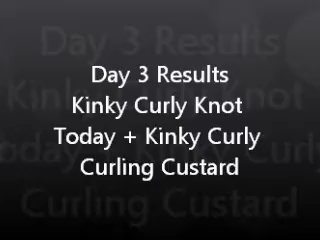 Day 3 Results
Kinky Curly Knot
Today + Kinky Curly
Curling Custard